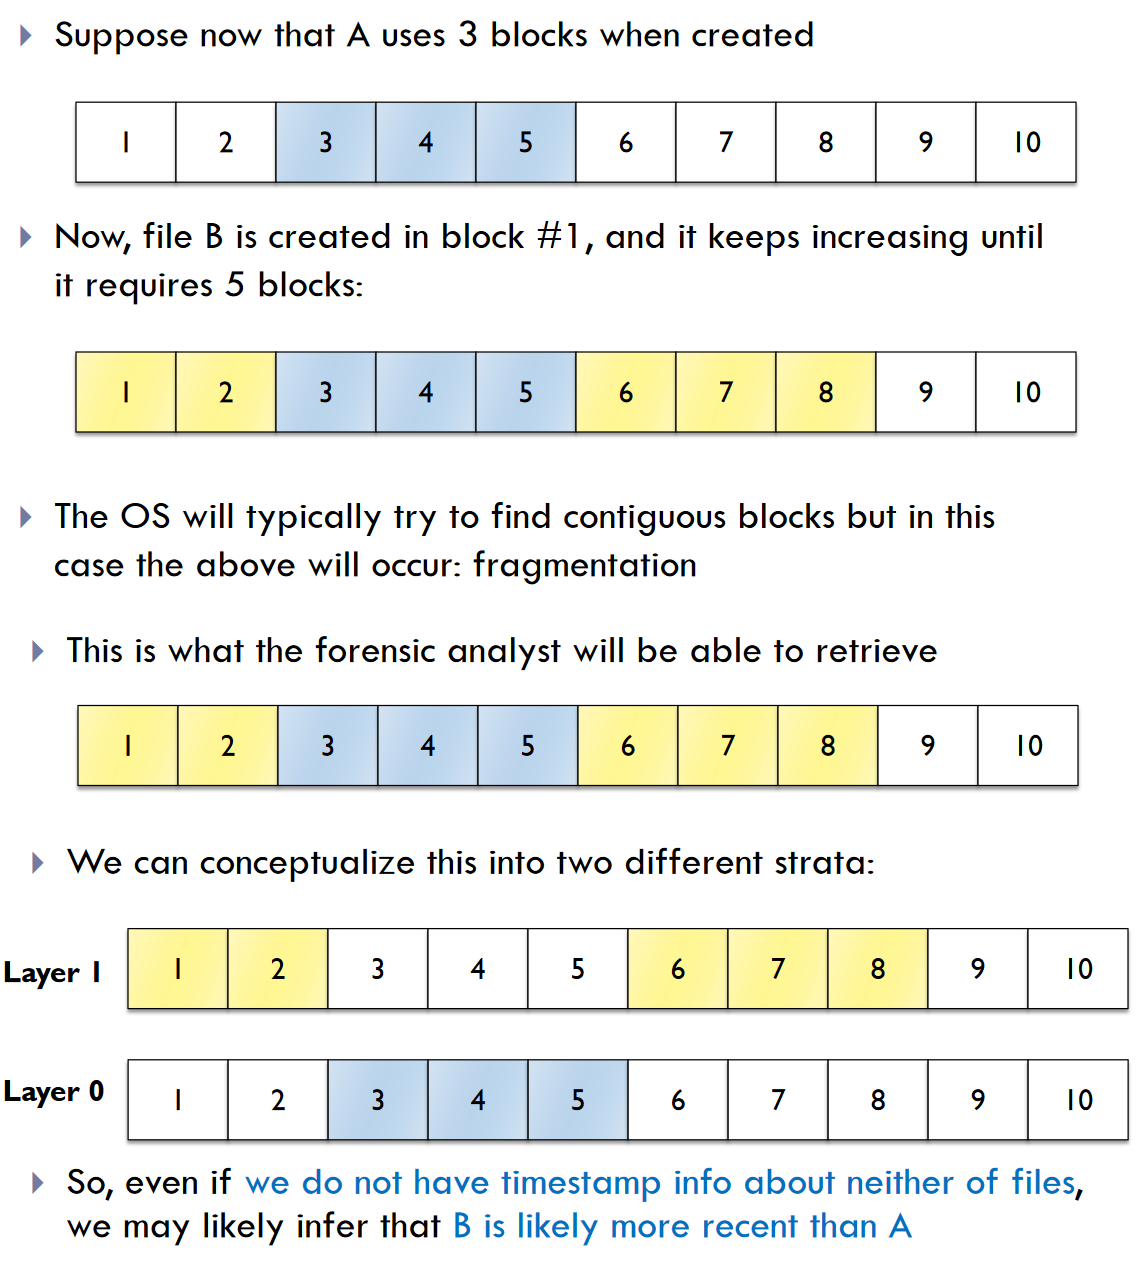 Suppose now that A uses 3 blocks when created
1 2 3 4 5 6 7 8 9 10
Now, file B is created in block #1, and it keeps increasing until
it requires 5 blocks:
1 2 3 4 5 6 7 8 9 10
The OS will typically try to find contiguous blocks but in this
case the above will occur: fragmentation
This is what the forensic analyst will be able to retrieve
1 2 3 4 5 6 7 8 9 10
We can conceptualize this into two different strata:
Layer 1 1 2 3 4 5 6 7 8 9 10
Layer 0 1 2 3 4 5 6 7 8 9 10
So, even if we do not have timestamp info about neither of files,
we may likely infer that B is likely more recent than A